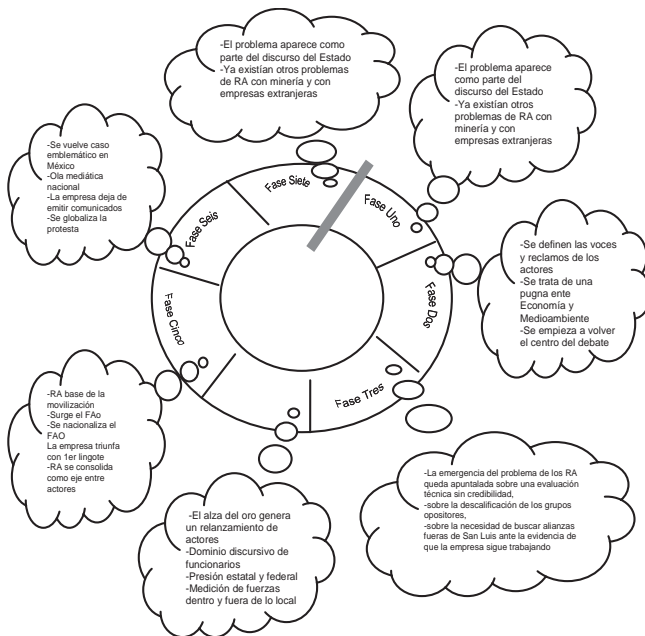 -El problema aparece como
parte del discurso del Estado
-Ya existían otros problemas
de RA con minería y con
empresas extranjeras
-El problema aparece
como parte del
discurso del Estado
-Ya existían otros
problemas de RA con
minería y con
empresas extranjeras
-Se vuelve caso
emblemático en
México
-Ola mediática
nacional
-La empresa deja de
emitir comunicados
-Se globaliza la
protesta
Fase Siete
Fase Uno
Fase Seis
Fase Dos
Fase Cinco
Fase Tres
-Se definen las voces
y reclamos de los
actores
-Se trata de una
pugna ente
Economía y
Medioambiente
-Se empieza a volver
el centro del debate
-RA base de la
movilización
-Surge el FAo
-Se nacionaliza el
FAO
La empresa triunfa
con 1er lingote
-RA se consolida
como eje entre
actores
-El alza del oro genera
un relanzamiento de
actores
-Dominio discursivo de
funcionarios
-Presión estatal y federal
-Medición de fuerzas
dentro y fuera de lo local
-La emergencia del problema de los RA
queda apuntalada sobre una evaluación
técnica sin credibilidad,
-sobre la descalificación de los grupos
opositores,
-sobre la necesidad de buscar alianzas
fueras de San Luis ante la evidencia de
que la empresa sigue trabajando